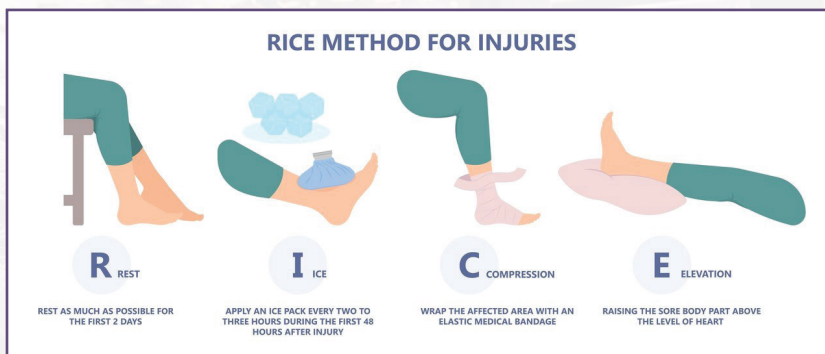 RICE METHOD FOR INJURIES
R REST
REST AS MUCH AS POSSIBLE FOR
THE FIRST 2 DAYS
I ICE
APPLY AN ICE PACK EVERY TWO TO
THREE HOURS DURING THE FIRST 48
HOURS AFTER INJURY
C COMPRESSION
WRAP THE AFFECTED AREA WITH AN
ELASTIC MEDICAL BANDAGE
E ELEVATION
RAISING THE SORE BODY PART ABOVE
THE LEVEL OF HEART